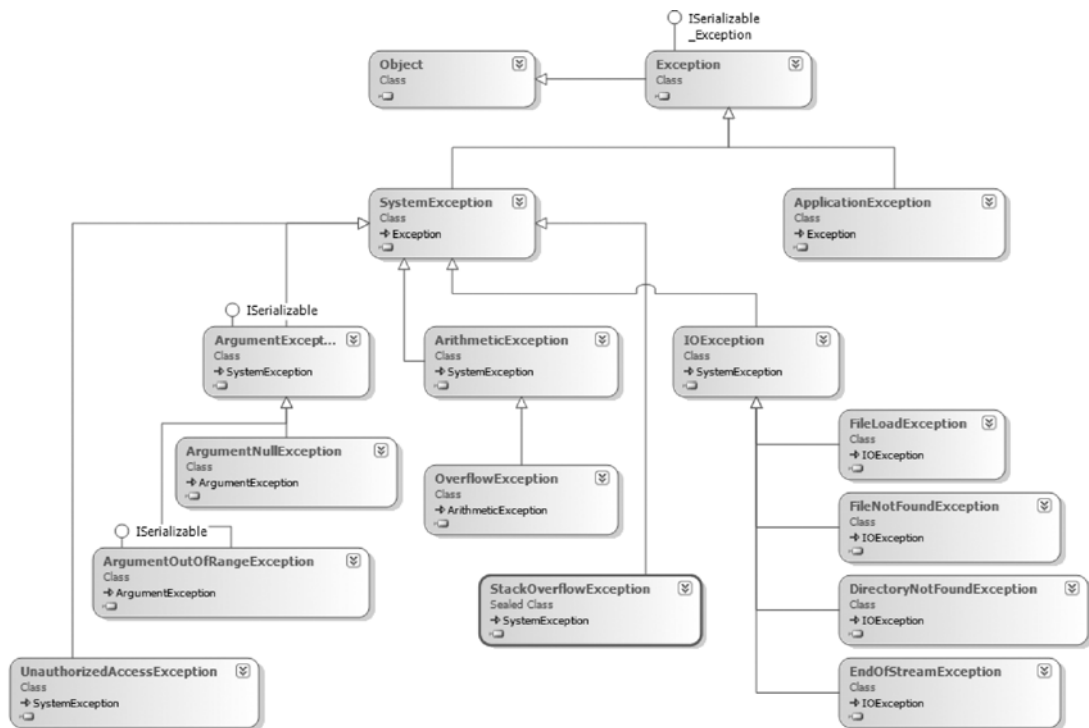 ISerializable
_Exception
Object
Class
Exception
Class
SystemException
Class
Exception
ApplicationException
Class
Exception
ISerializable
ArgumentExcept...
Class
SystemException
ArithmeticException
Class
SystemException
IOException
Class
SystemException
ArgumentNullException
Class
ArgumentException
OverflowException
Class
ArithmeticException
FileLoadException
Class
IOException
FileNotFoundException
Class
IOException
ISerializable
ArgumentOutOfRangeException
Class
ArgumentException
StackOverflowException
Sealed Class
SystemException
DirectoryNotFoundException
Class
IOException
UnauthorizedAccessException
Class
SystemException
EndOfStreamException
Class
IOException